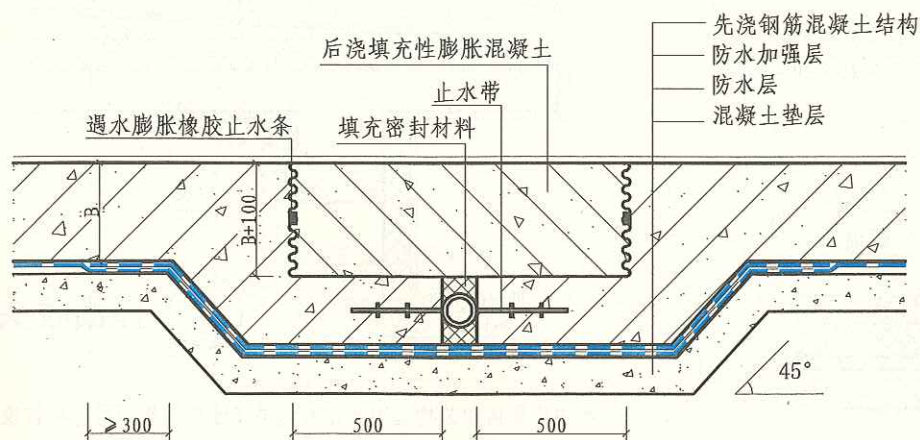 先浇钢筋混凝土结构
后浇填充性膨胀混凝土
防水加强层
防水层
止水带
混凝土垫层
遇水膨胀橡胶止水条
填充密封材料
B
B+100
45°
≥300
500
500